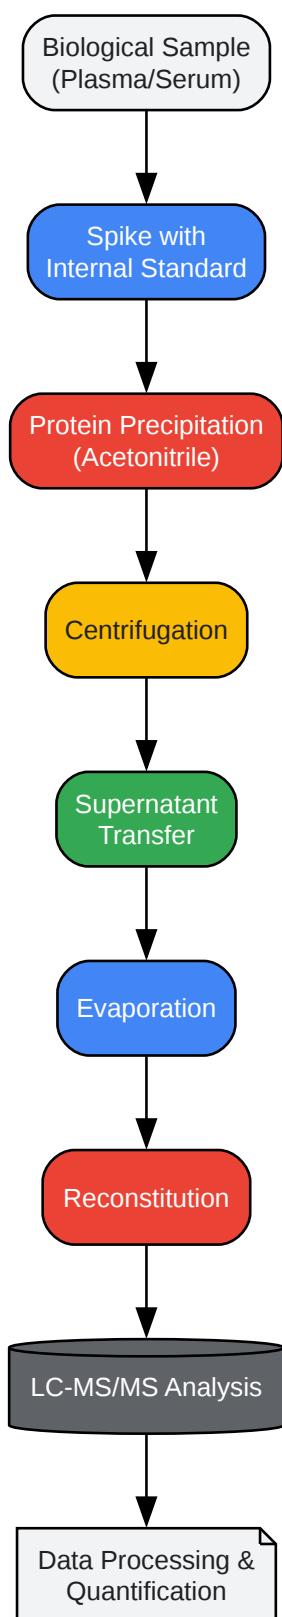 Biological Sample
(Plasma/Serum)
Spike with
Internal Standard
Protein Precipitation
(Acetonitrile)
Centrifugation
Supernatant
Transfer
Evaporation
Reconstitution
LC-MS/MS Analysis
Data Processing &
Quantification